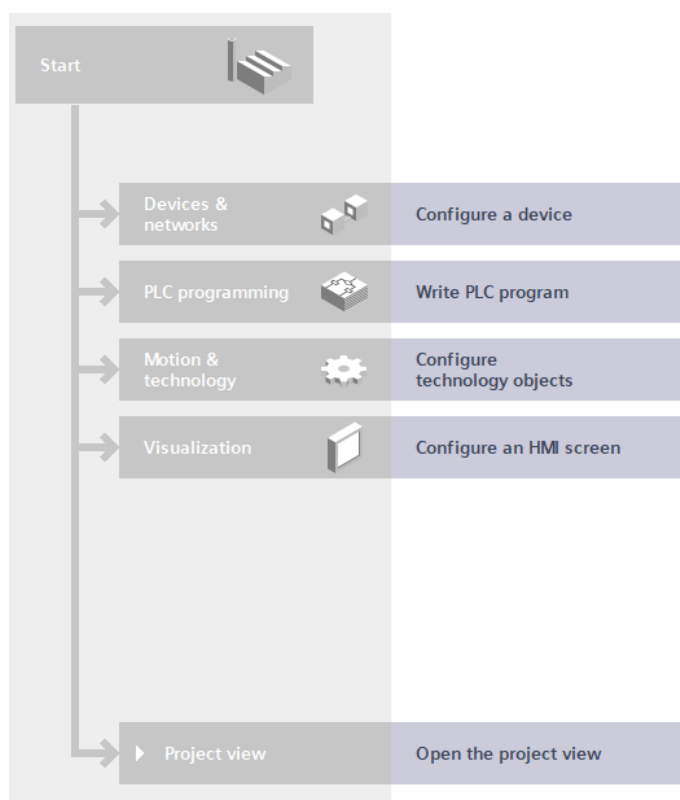 Start
Devices &
networks
Configure a device
PLC programming
Write PLC program
Motion &
technology
Configure
technology objects
Visualization
Configure an HMI screen
Project view
Open the project view